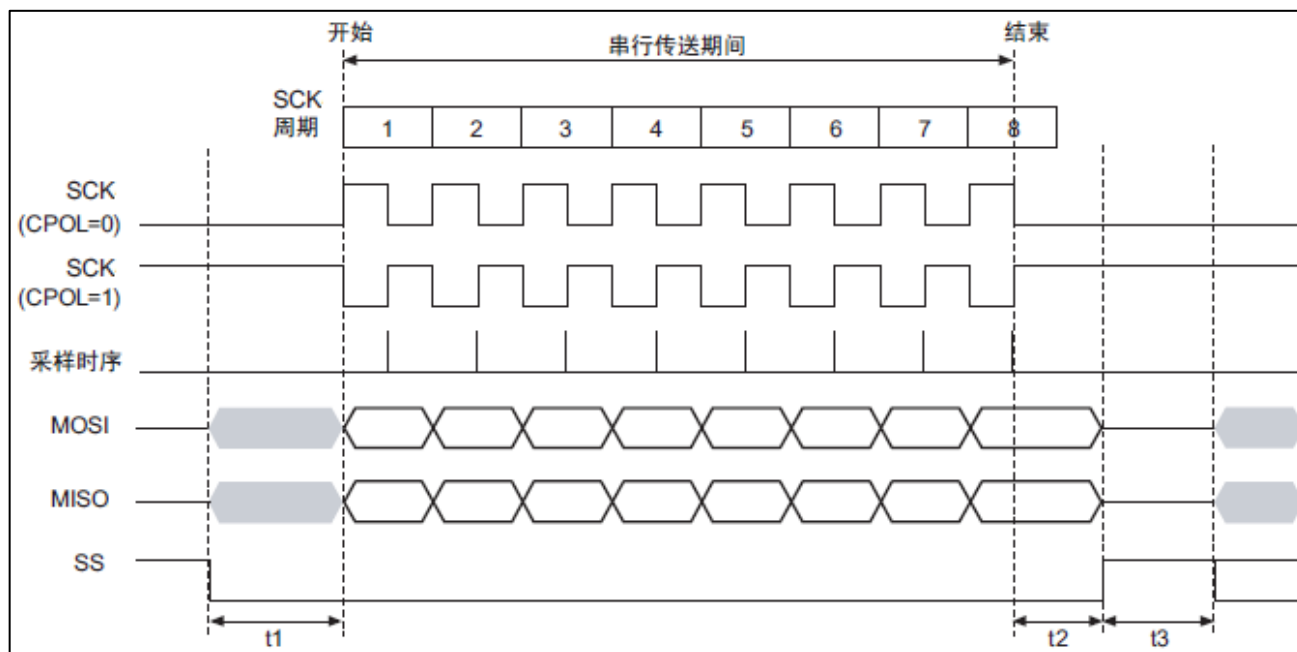 开始
串行传送期间
结束
SCK
周期
1 2 3 4 5 6 7 8
SCK
(CPOL=0)
SCK
(CPOL=1)
采样时序
MOSI
MISO
SS
t1
t2
t3